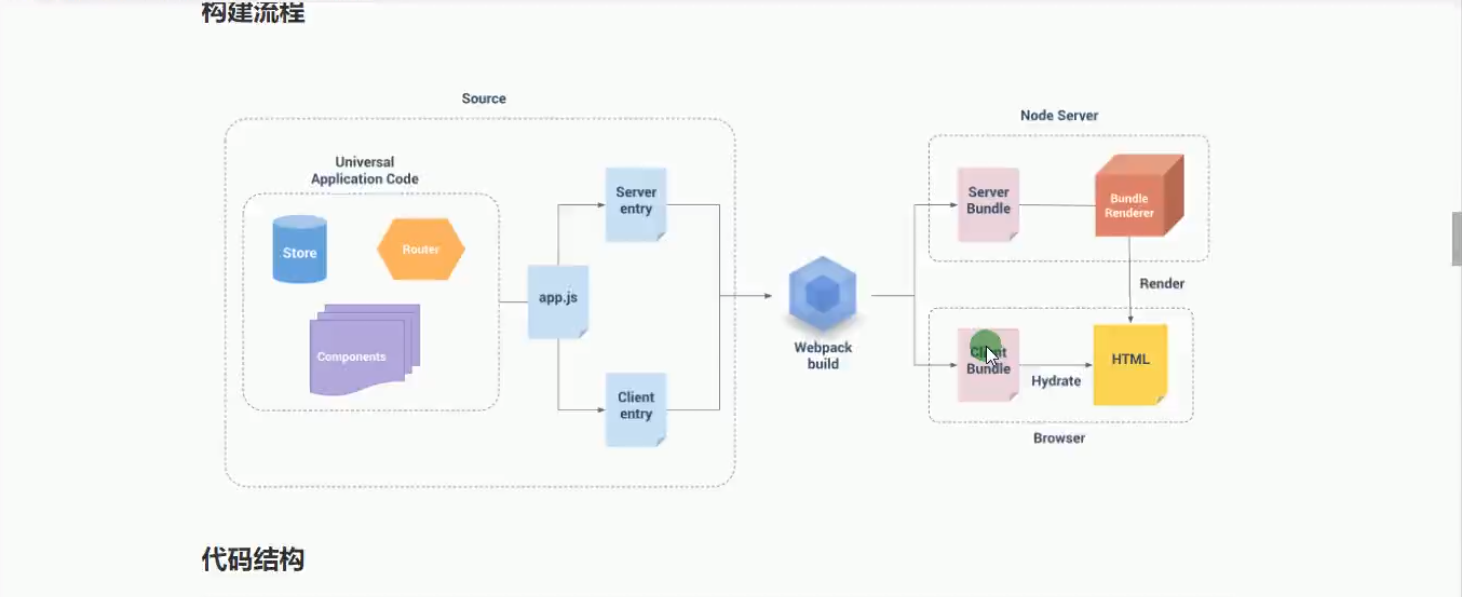 构建流程
Source
Node Server
Universal
Application Code
Server
entry
Server
Bundle
Bundle
Renderer
Store
Router
app.js
Render
Components
Webpack
build
Client
Bundle
HTML
Hydrate
Client
entry
Browser
代码结构